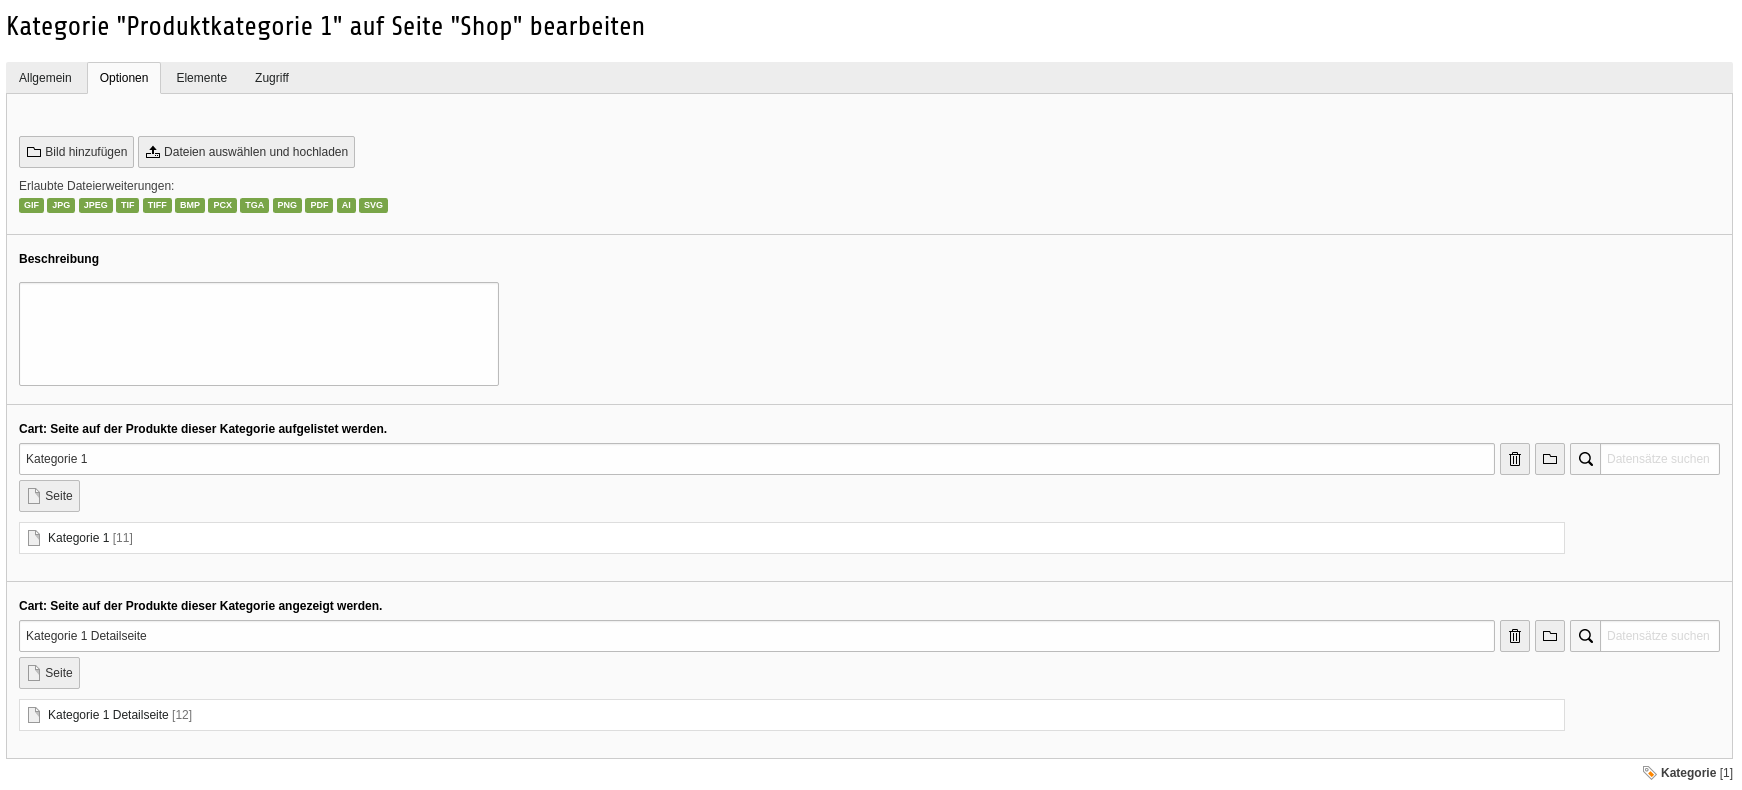 Kategorie "Produktkategorie 1" auf Seite "Shop" bearbeiten
Allgemein Optionen Elemente Zugriff
Bild hinzufügen Dateien auswählen und hochladen
Erlaubte Dateierweiterungen:
GIF JPG JPEG TIF TIFF BMP PCX TGA PNG PDF AI SVG
Beschreibung
Cart: Seite auf der Produkte dieser Kategorie aufgelistet werden.
Kategorie 1 Datensätze suchen
Seite
Kategorie 1 [11]
Cart: Seite auf der Produkte dieser Kategorie angezeigt werden.
Kategorie 1 Detailseite Datensätze suchen
Seite
Kategorie 1 Detailseite [12]
Kategorie [1]